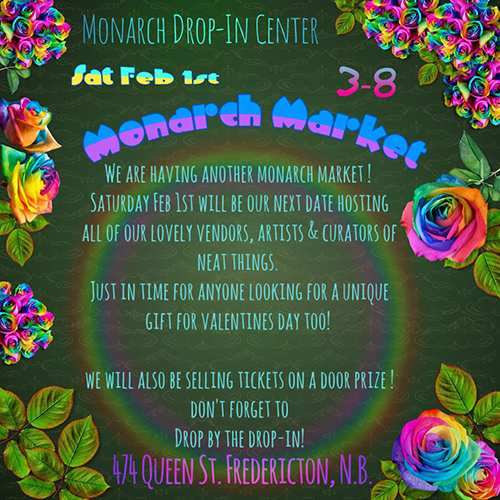 Monarch Drop-In Center
Sat Feb 1st
3-8
Monarch Market
We are having another monarch market !
Saturday Feb 1st will be our next date hosting
all of our lovely vendors, artists & curators of
neat things.
Just in time for anyone looking for a unique
gift for valentines day too!
we will also be selling tickets on a door prize !
don't forget to
Drop by the drop-in!
474 Queen St. Fredericton, N.B.